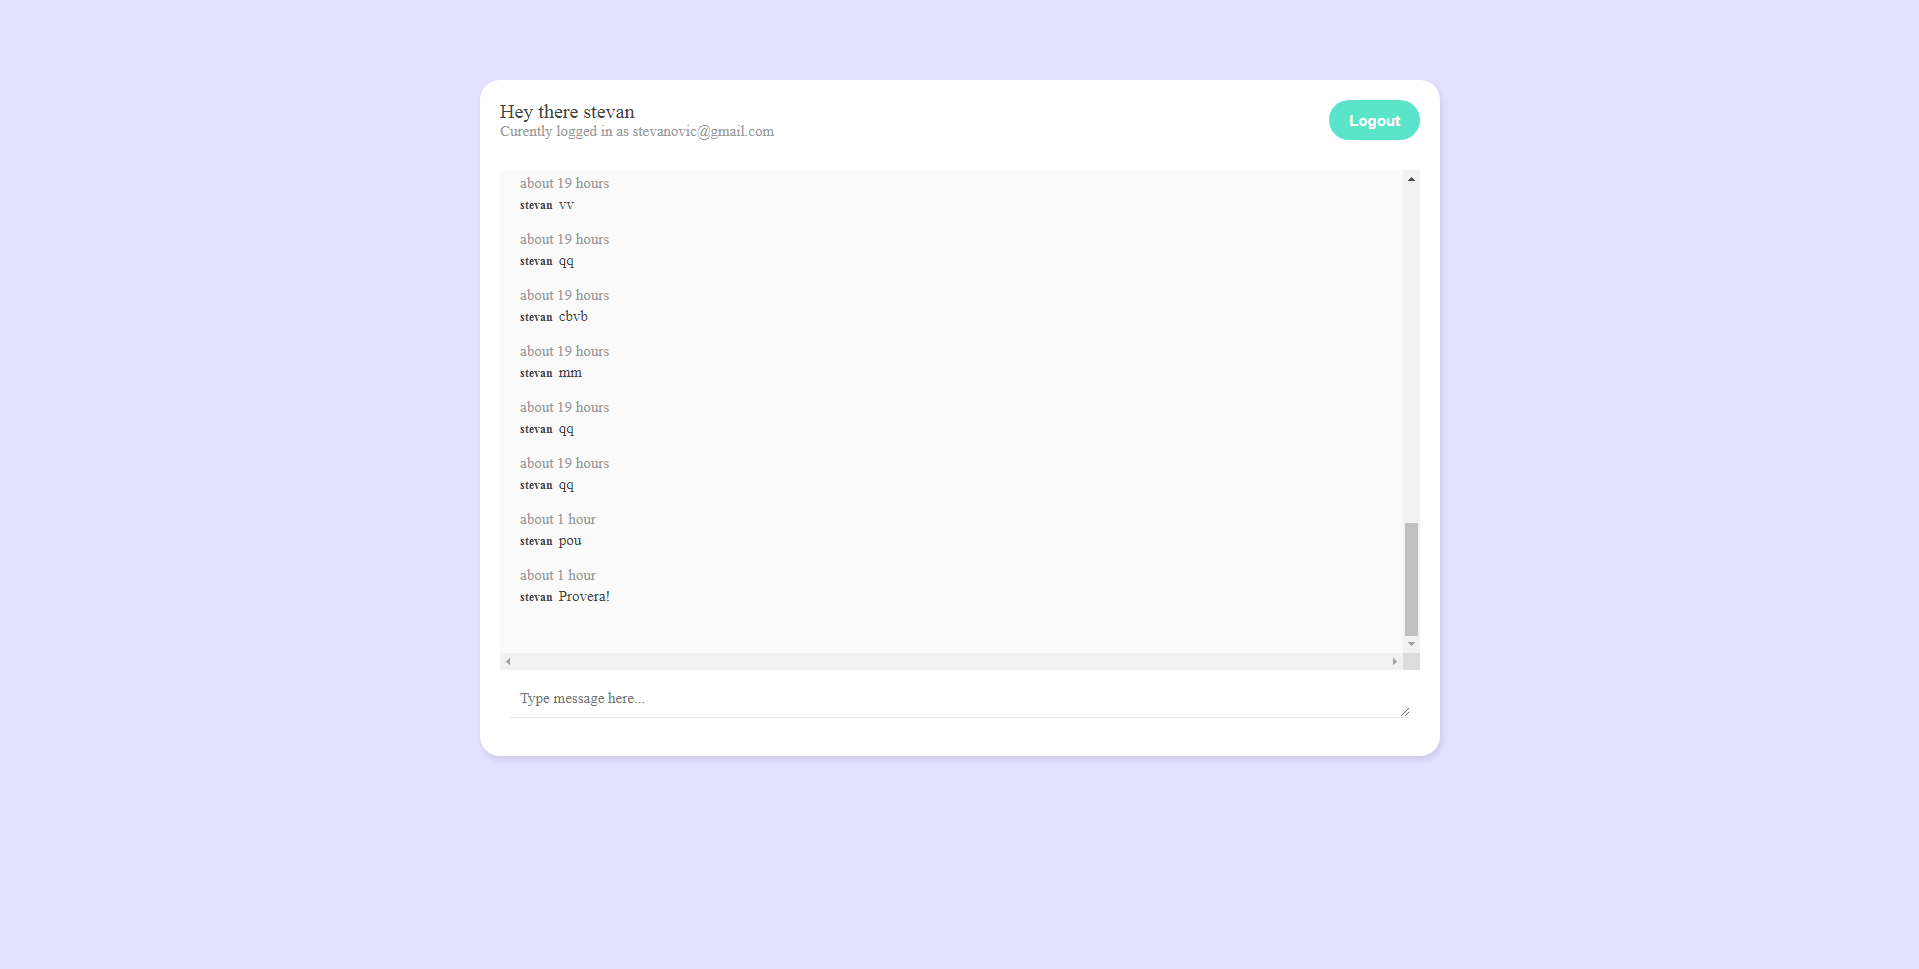 Hey there stevan
Curently logged in as stevanovic@gmail.com
Logout
about 19 hours
stevan vv
about 19 hours
stevan qq
about 19 hours
stevan cbvb
about 19 hours
stevan mm
about 19 hours
stevan qq
about 19 hours
stevan qq
about 1 hour
stevan pou
about 1 hour
stevan Provera!
Type message here...